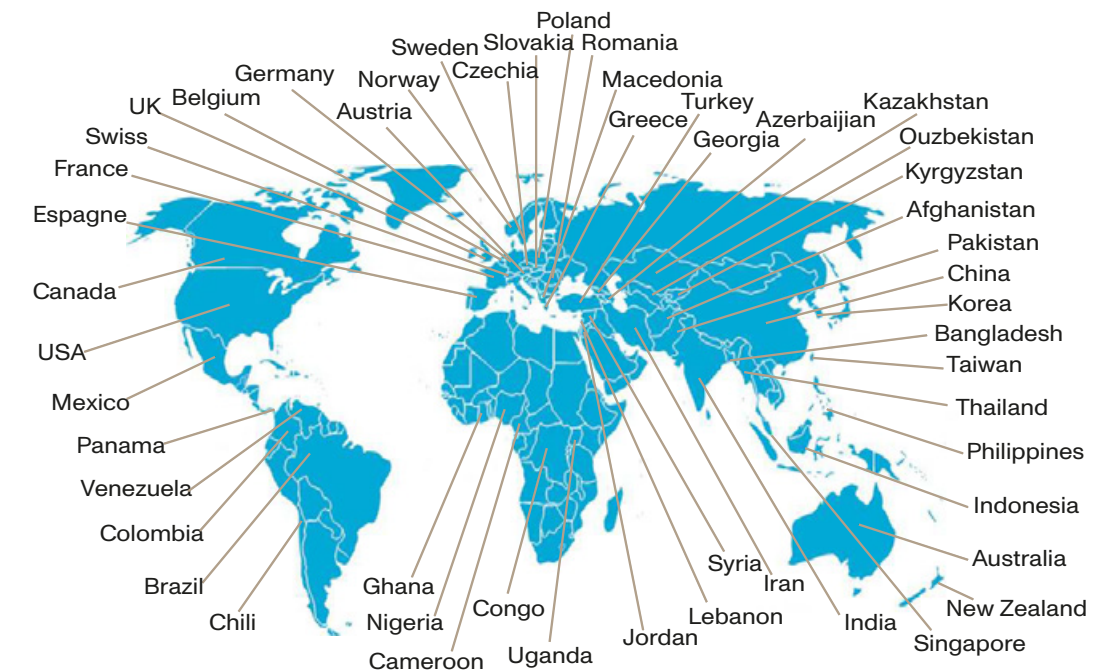 Poland
Sweden Slovakia Romania
Germany Norway Czechia Macedonia
UK Belgium Austria Greece Turkey Azerbaijian Kazakhstan
Swiss Georgia Ouzbekistan
France Kyrgyzstan
Espagne Afghanistan
Pakistan
China
Canada Korea
Bangladesh
USA Taiwan
Mexico Thailand
Panama Philippines
Venezuela
Colombia Indonesia
Brazil Ghana Syria Iran Australia
Chili Nigeria Congo Lebanon India New Zealand
Cameroon Uganda Jordan Singapore